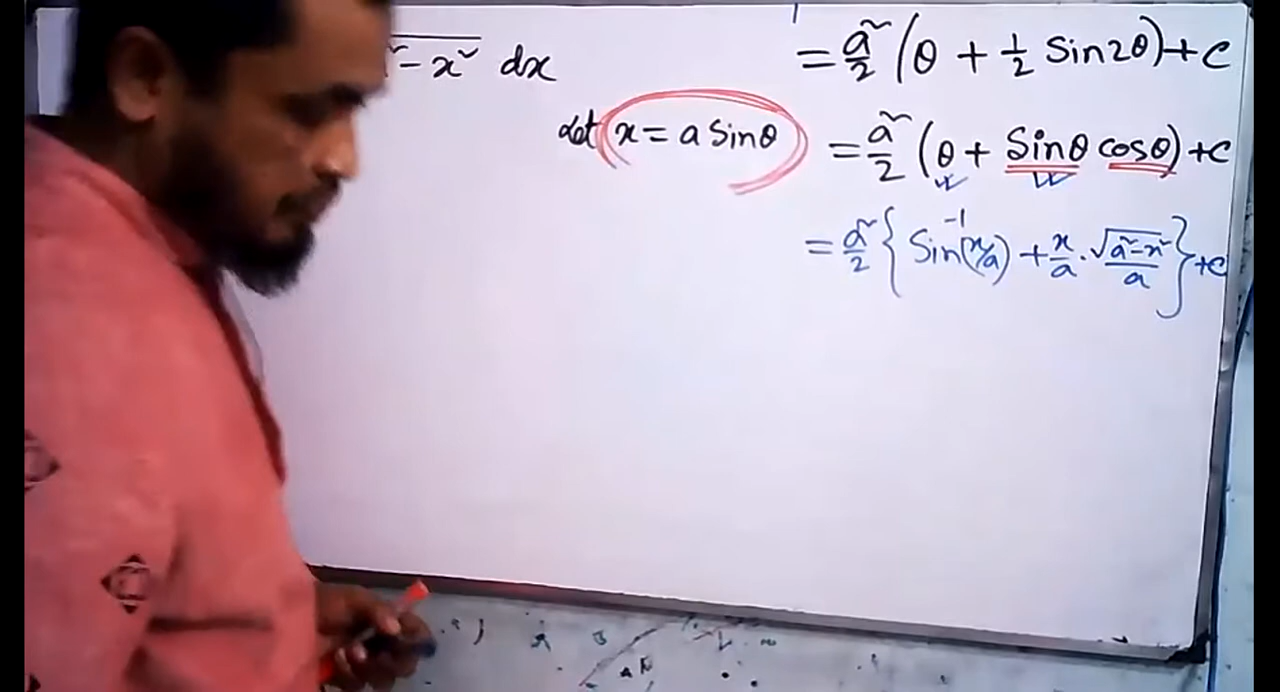 ² - x² dx
Let x = a Sinθ
= a²/2 (θ + 1/2 Sin2θ) + C
= a²/2 (θ + Sinθ cosθ) + C
= a²/2 { Sin⁻¹(x/a) + x/a · √(a²-x²)/a } + C